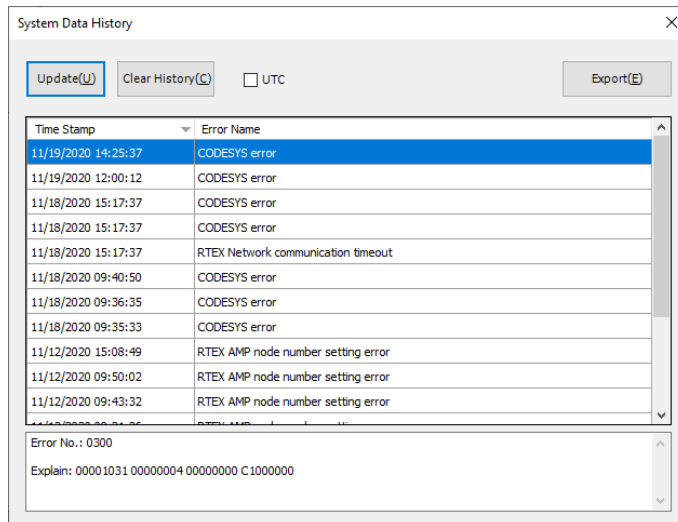 System Data History
Update(U) Clear History(C) UTC Export(E)
Time Stamp Error Name
11/19/2020 14:25:37 CODESYS error
11/19/2020 12:00:12 CODESYS error
11/18/2020 15:17:37 CODESYS error
11/18/2020 15:17:37 CODESYS error
11/18/2020 15:17:37 RTEX Network communication timeout
11/18/2020 09:40:50 CODESYS error
11/18/2020 09:36:35 CODESYS error
11/18/2020 09:35:33 CODESYS error
11/12/2020 15:08:49 RTEX AMP node number setting error
11/12/2020 09:50:02 RTEX AMP node number setting error
11/12/2020 09:43:32 RTEX AMP node number setting error
Error No.: 0300
Explain: 00001031 00000004 00000000 C1000000